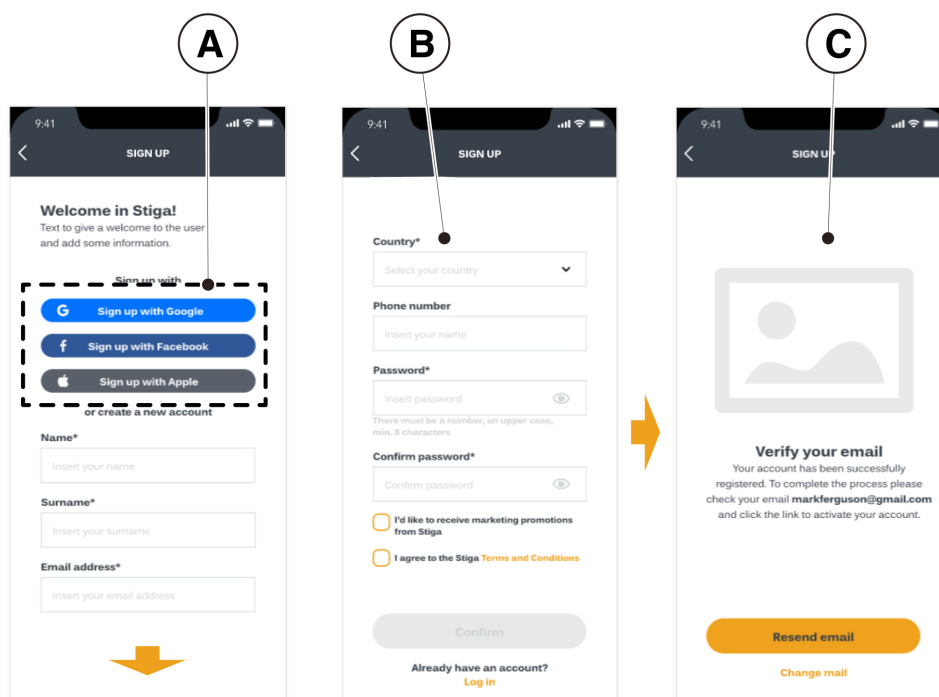 A
B
C
9:41
SIGN UP
Welcome in Stiga!
Text to give a welcome to the user
and add some information.
Sign up with
Sign up with Google
Sign up with Facebook
Sign up with Apple
or create a new account
Name*
Insert your name
Surname*
Insert your surname
Email address*
Insert your email address
9:41
SIGN UP
Country*
Select your country
Phone number
Insert your name
Password*
Insert password
There must be a number, an upper case,
min. 8 characters
Confirm password*
Confirm password
I'd like to receive marketing promotions
from Stiga
I agree to the Stiga Terms and Conditions
Confirm
Already have an account?
Log in
9:41
SIGN UP
Verify your email
Your account has been successfully
registered. To complete the process please
check your email markferguson@gmail.com
and click the link to activate your account.
Resend email
Change mail